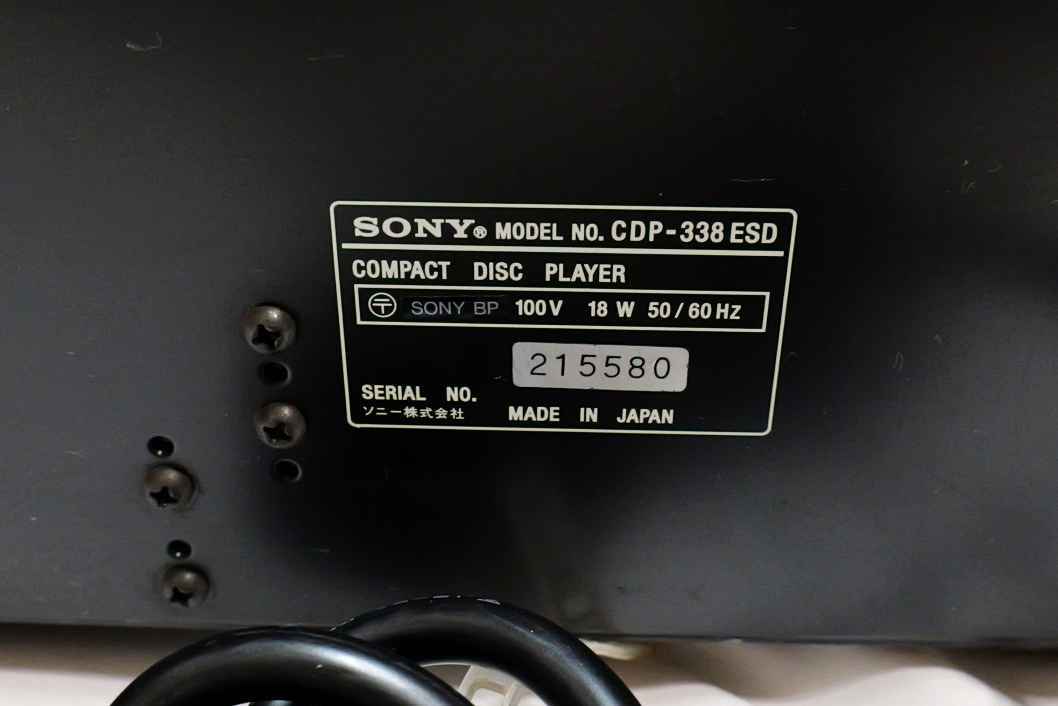 SONY® MODEL NO. CDP-338 ESD
COMPACT DISC PLAYER
〒 SONY BP 100V 18 W 50/60 Hz
215580
SERIAL NO.
ソニー株式会社 MADE IN JAPAN